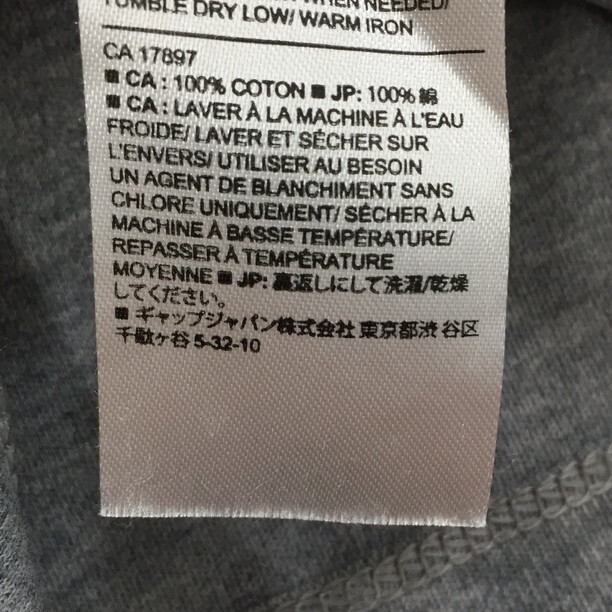 WHEN NEEDED/
TUMBLE DRY LOW/ WARM IRON
CA 17897
■ CA : 100% COTON ■ JP: 100% 綿
■ CA : LAVER À LA MACHINE À L'EAU
FROIDE/ LAVER ET SÉCHER SUR
L'ENVERS/ UTILISER AU BESOIN
UN AGENT DE BLANCHIMENT SANS
CHLORE UNIQUEMENT/ SÉCHER À LA
MACHINE À BASSE TEMPÉRATURE/
REPASSER À TEMPÉRATURE
MOYENNE ■ JP: 裏返しにして洗濯/乾燥
してください。
■ ギャップジャパン株式会社 東京都渋谷区
千駄ヶ谷 5-32-10